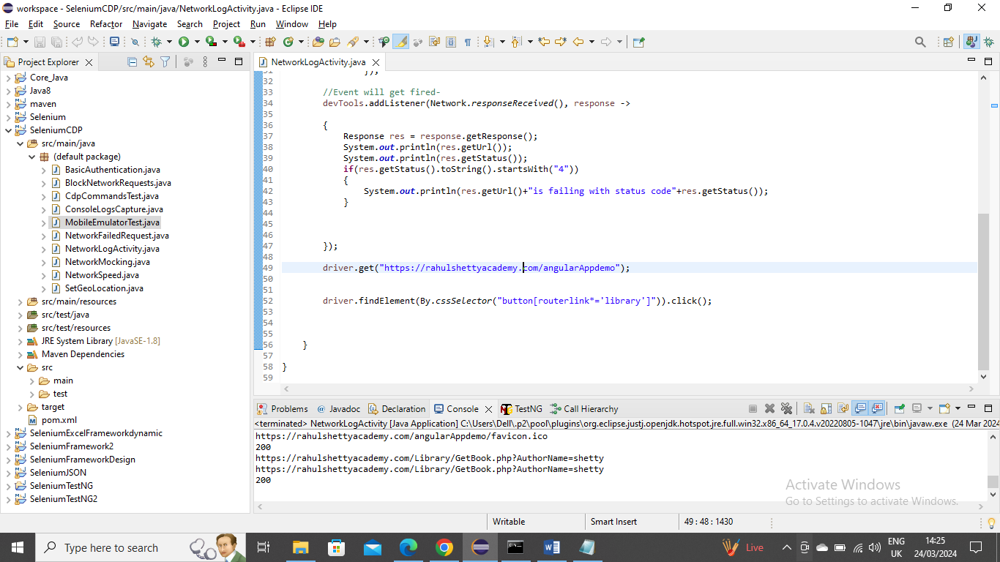 workspace - SeleniumCDP/src/main/java/NetworkLogActivity.java - Eclipse IDE
File Edit Source Refactor Navigate Search Project Run Window Help
Project Explorer
Core_Java
Java8
maven
Selenium
SeleniumCDP
src/main/java
(default package)
BasicAuthentication.java
BlockNetworkRequests.java
CdpCommandsTest.java
ConsoleLogsCapture.java
MobileEmulatorTest.java
NetworkFailedRequest.java
NetworkLogActivity.java
NetworkMocking.java
NetworkSpeed.java
SetGeoLocation.java
src/main/resources
src/test/java
src/test/resources
JRE System Library [JavaSE-1.8]
Maven Dependencies
src
main
test
target
pom.xml
SeleniumExcelFrameworkdynamic
SeleniumFramework2
SeleniumFrameworkDesign
SeleniumJSON
SeleniumTestNG
SeleniumTestNG2
NetworkLogActivity.java
31 });
32
33 //Event will get fired-
34 devTools.addListener(Network.responseReceived(), response ->
35
36 {
37 Response res = response.getResponse();
38 System.out.println(res.getUrl());
39 System.out.println(res.getStatus());
40 if(res.getStatus().toString().startsWith("4"))
41 {
42 System.out.println(res.getUrl()+"is failing with status code"+res.getStatus());
43 }
44
45
46
47 });
48
49 driver.get("https://rahulshettyacademy.com/angularAppdemo");
50
51
52 driver.findElement(By.cssSelector("button[routerlink*='library']")).click();
53
54
55
56 }
57
58 }
59
Problems Javadoc Declaration Console TestNG Call Hierarchy
<terminated> NetworkLogActivity [Java Application] C:\Users\Dell\.p2\pool\plugins\org.eclipse.justj.openjdk.hotspot.jre.full.win32.x86_64_17.0.4.v20220805-1047\jre\bin\javaw.exe (24 Mar 2024
https://rahulshettyacademy.com/angularAppdemo/favicon.ico
200
https://rahulshettyacademy.com/Library/GetBook.php?AuthorName=shetty
https://rahulshettyacademy.com/Library/GetBook.php?AuthorName=shetty
200
Activate Windows
Go to Settings to activate Windows.
Writable Smart Insert 49 : 48 : 1430
Type here to search
Live
ENG
UK
14:25
24/03/2024